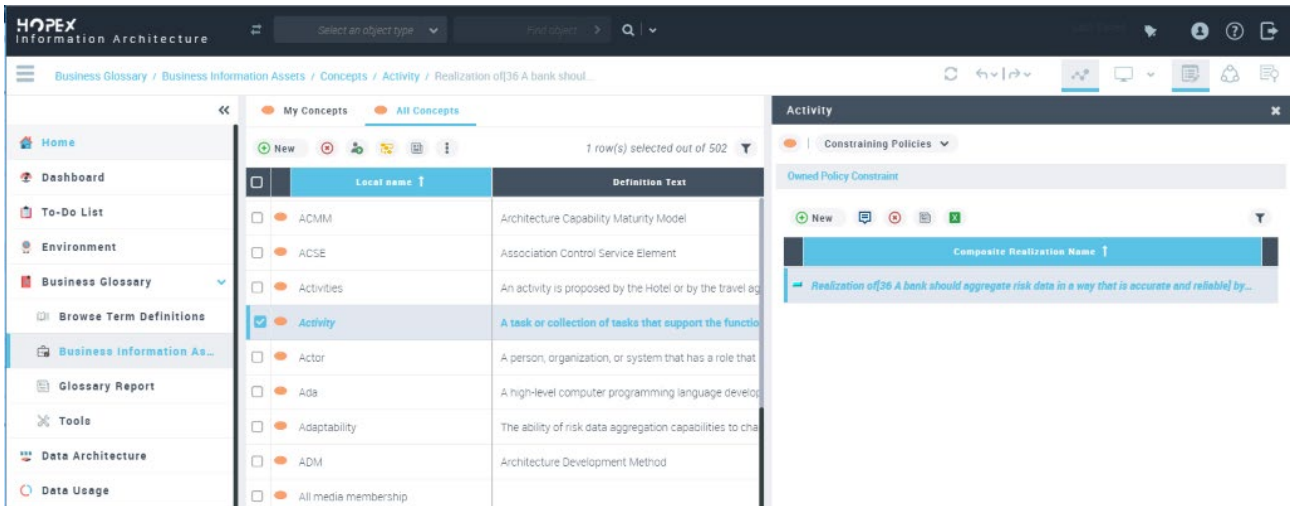 HOPEX
Information Architecture
Select an object type
Find object
Business Glossary / Business Information Assets / Concepts / Activity / Realization of[36 A bank shoul...
Home
Dashboard
To-Do List
Environment
Business Glossary
Browse Term Definitions
Business Information As...
Glossary Report
Tools
Data Architecture
Data Usage
My Concepts
All Concepts
New
1 row(s) selected out of 502
Local name
Definition Text
ACMM
Architecture Capability Maturity Model
ACSE
Association Control Service Element
Activities
An activity is proposed by the Hotel or by the travel ag
Activity
A task or collection of tasks that support the functio
Actor
A person, organization, or system that has a role that
Ada
A high-level computer programming language develop
Adaptability
The ability of risk data aggregation capabilities to cha
ADM
Architecture Development Method
All media membership
Activity
Constraining Policies
Owned Policy Constraint
New
Composite Realization Name
Realization of[36 A bank should aggregate risk data in a way that is accurate and reliable] by...